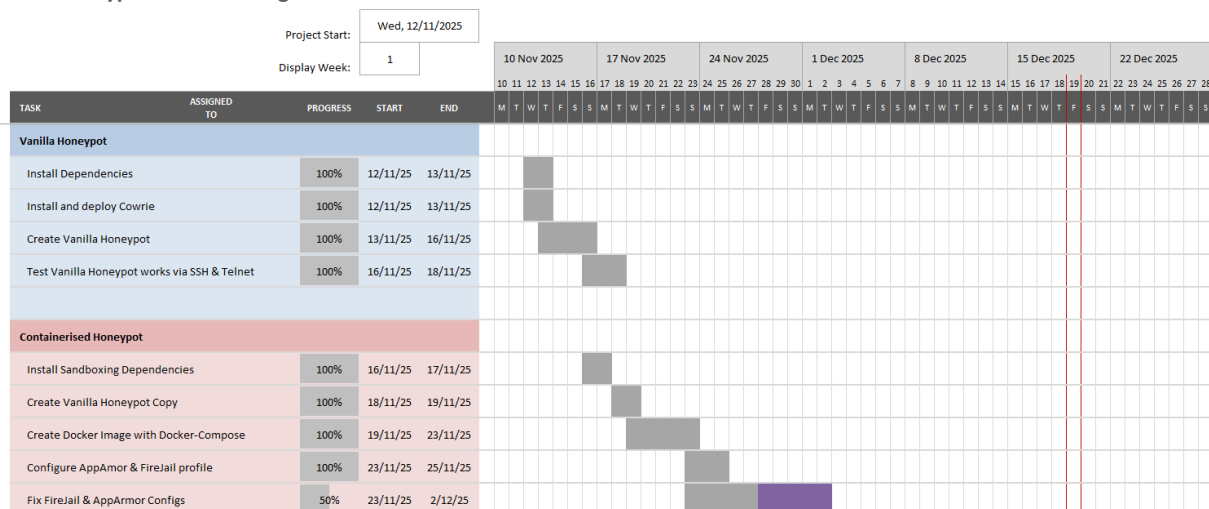 Project Start: Wed, 12/11/2025
Display Week: 1
10 Nov 2025 17 Nov 2025 24 Nov 2025 1 Dec 2025 8 Dec 2025 15 Dec 2025 22 Dec 2025
10 11 12 13 14 15 16 17 18 19 20 21 22 23 24 25 26 27 28 29 30 1 2 3 4 5 6 7 8 9 10 11 12 13 14 15 16 17 18 19 20 21 22 23 24 25 26 27 28
TASK ASSIGNED TO PROGRESS START END M T W T F S S M T W T F S S M T W T F S S M T W T F S S M T W T F S S M T W T F S S M T W T F S S
Vanilla Honeypot
Install Dependencies 100% 12/11/25 13/11/25
Install and deploy Cowrie 100% 12/11/25 13/11/25
Create Vanilla Honeypot 100% 13/11/25 16/11/25
Test Vanilla Honeypot works via SSH & Telnet 100% 16/11/25 18/11/25
Containerised Honeypot
Install Sandboxing Dependencies 100% 16/11/25 17/11/25
Create Vanilla Honeypot Copy 100% 18/11/25 19/11/25
Create Docker Image with Docker-Compose 100% 19/11/25 23/11/25
Configure AppAmor & FireJail profile 100% 23/11/25 25/11/25
Fix FireJail & AppArmor Configs 50% 23/11/25 2/12/25